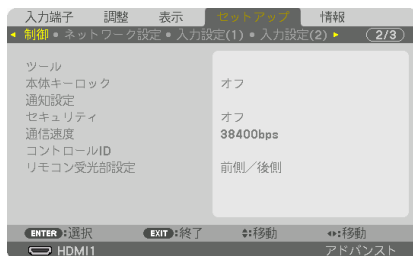 入力端子 調整 表示 セットアップ 情報
制御 • ネットワーク設定 • 入力設定(1) • 入力設定(2) 2/3
ツール
本体キーロック オフ
通知設定
セキュリティ オフ
通信速度 38400bps
コントロールID
リモコン受光部設定 前側/後側
ENTER:選択 EXIT:終了 :移動 :移動
HDMI1 アドバンスト